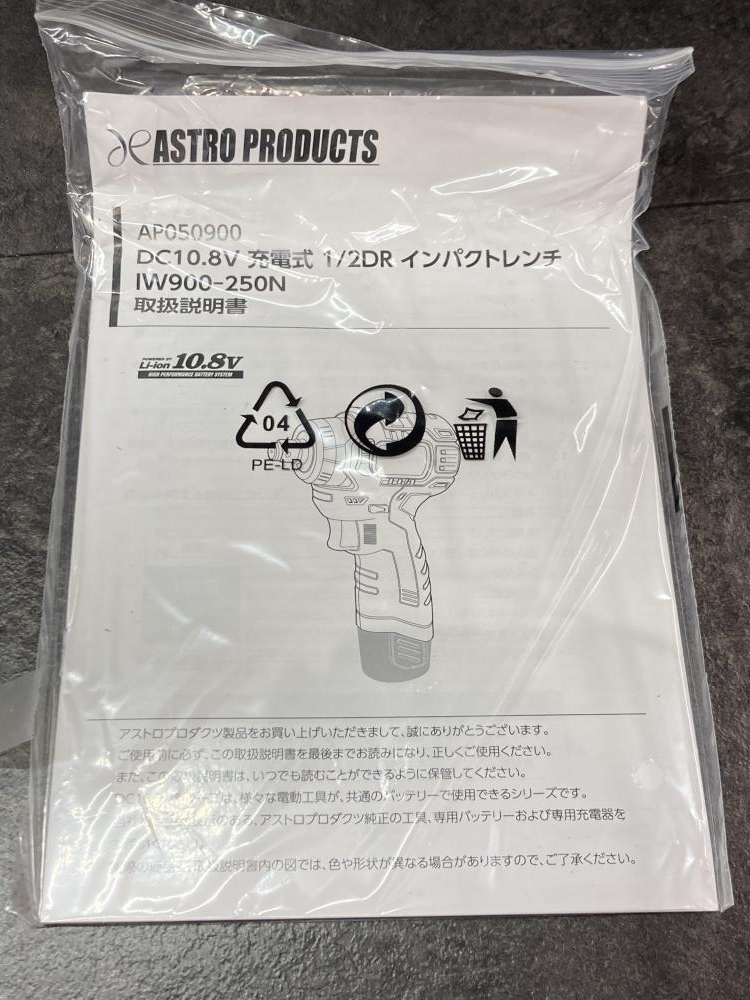 ASTRO PRODUCTS
AP050900
DC10.8V 充電式 1/2DR インパクトレンチ
IW900-250N
取扱説明書
POWERED BY
Li-ion 10.8V
HIGH PERFORMANCE BATTERY SYSTEM
04
PE-LD
アストロプロダクツ製品をお買い上げいただきまして、誠にありがとうございます。
ご使用前に必ず、この取扱説明書を最後までお読みになり、正しくご使用ください。
また、この取扱説明書は、いつでも読むことができるように保管してください。
は、様々な電動工具が、共通のバッテリーで使用できるシリーズです。
のある、アストロプロダクツ純正の工具、専用バッテリーおよび専用充電器を
取扱説明書内の図では、色や形状が異なる場合がありますので、ご了承ください。